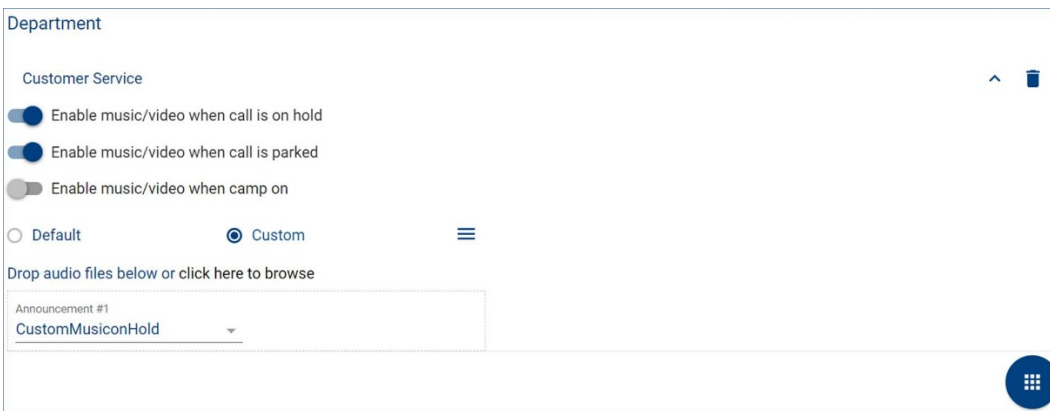 Department
Customer Service
Enable music/video when call is on hold
Enable music/video when call is parked
Enable music/video when camp on
Default Custom
Drop audio files below or click here to browse
Announcement #1
CustomMusiconHold